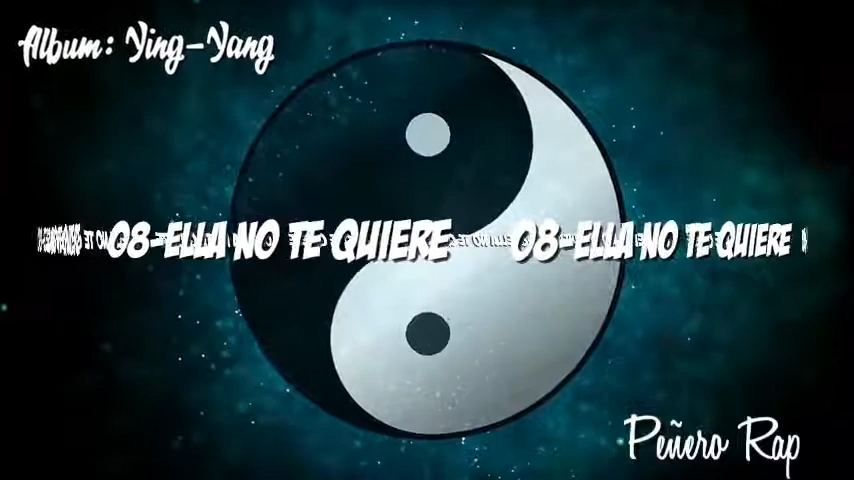 Album: Ying-Yang
08-ELLA NO TE QUIERE 08-ELLA NO TE QUIERE
Peñero Rap